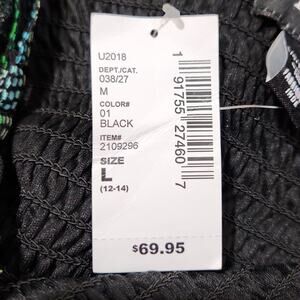 U2018
DEPT./CAT.
038/27
M
COLOR#
01
BLACK
ITEM#
2109296
SIZE
L
(12-14)
1 91755 27460 7
$69.95